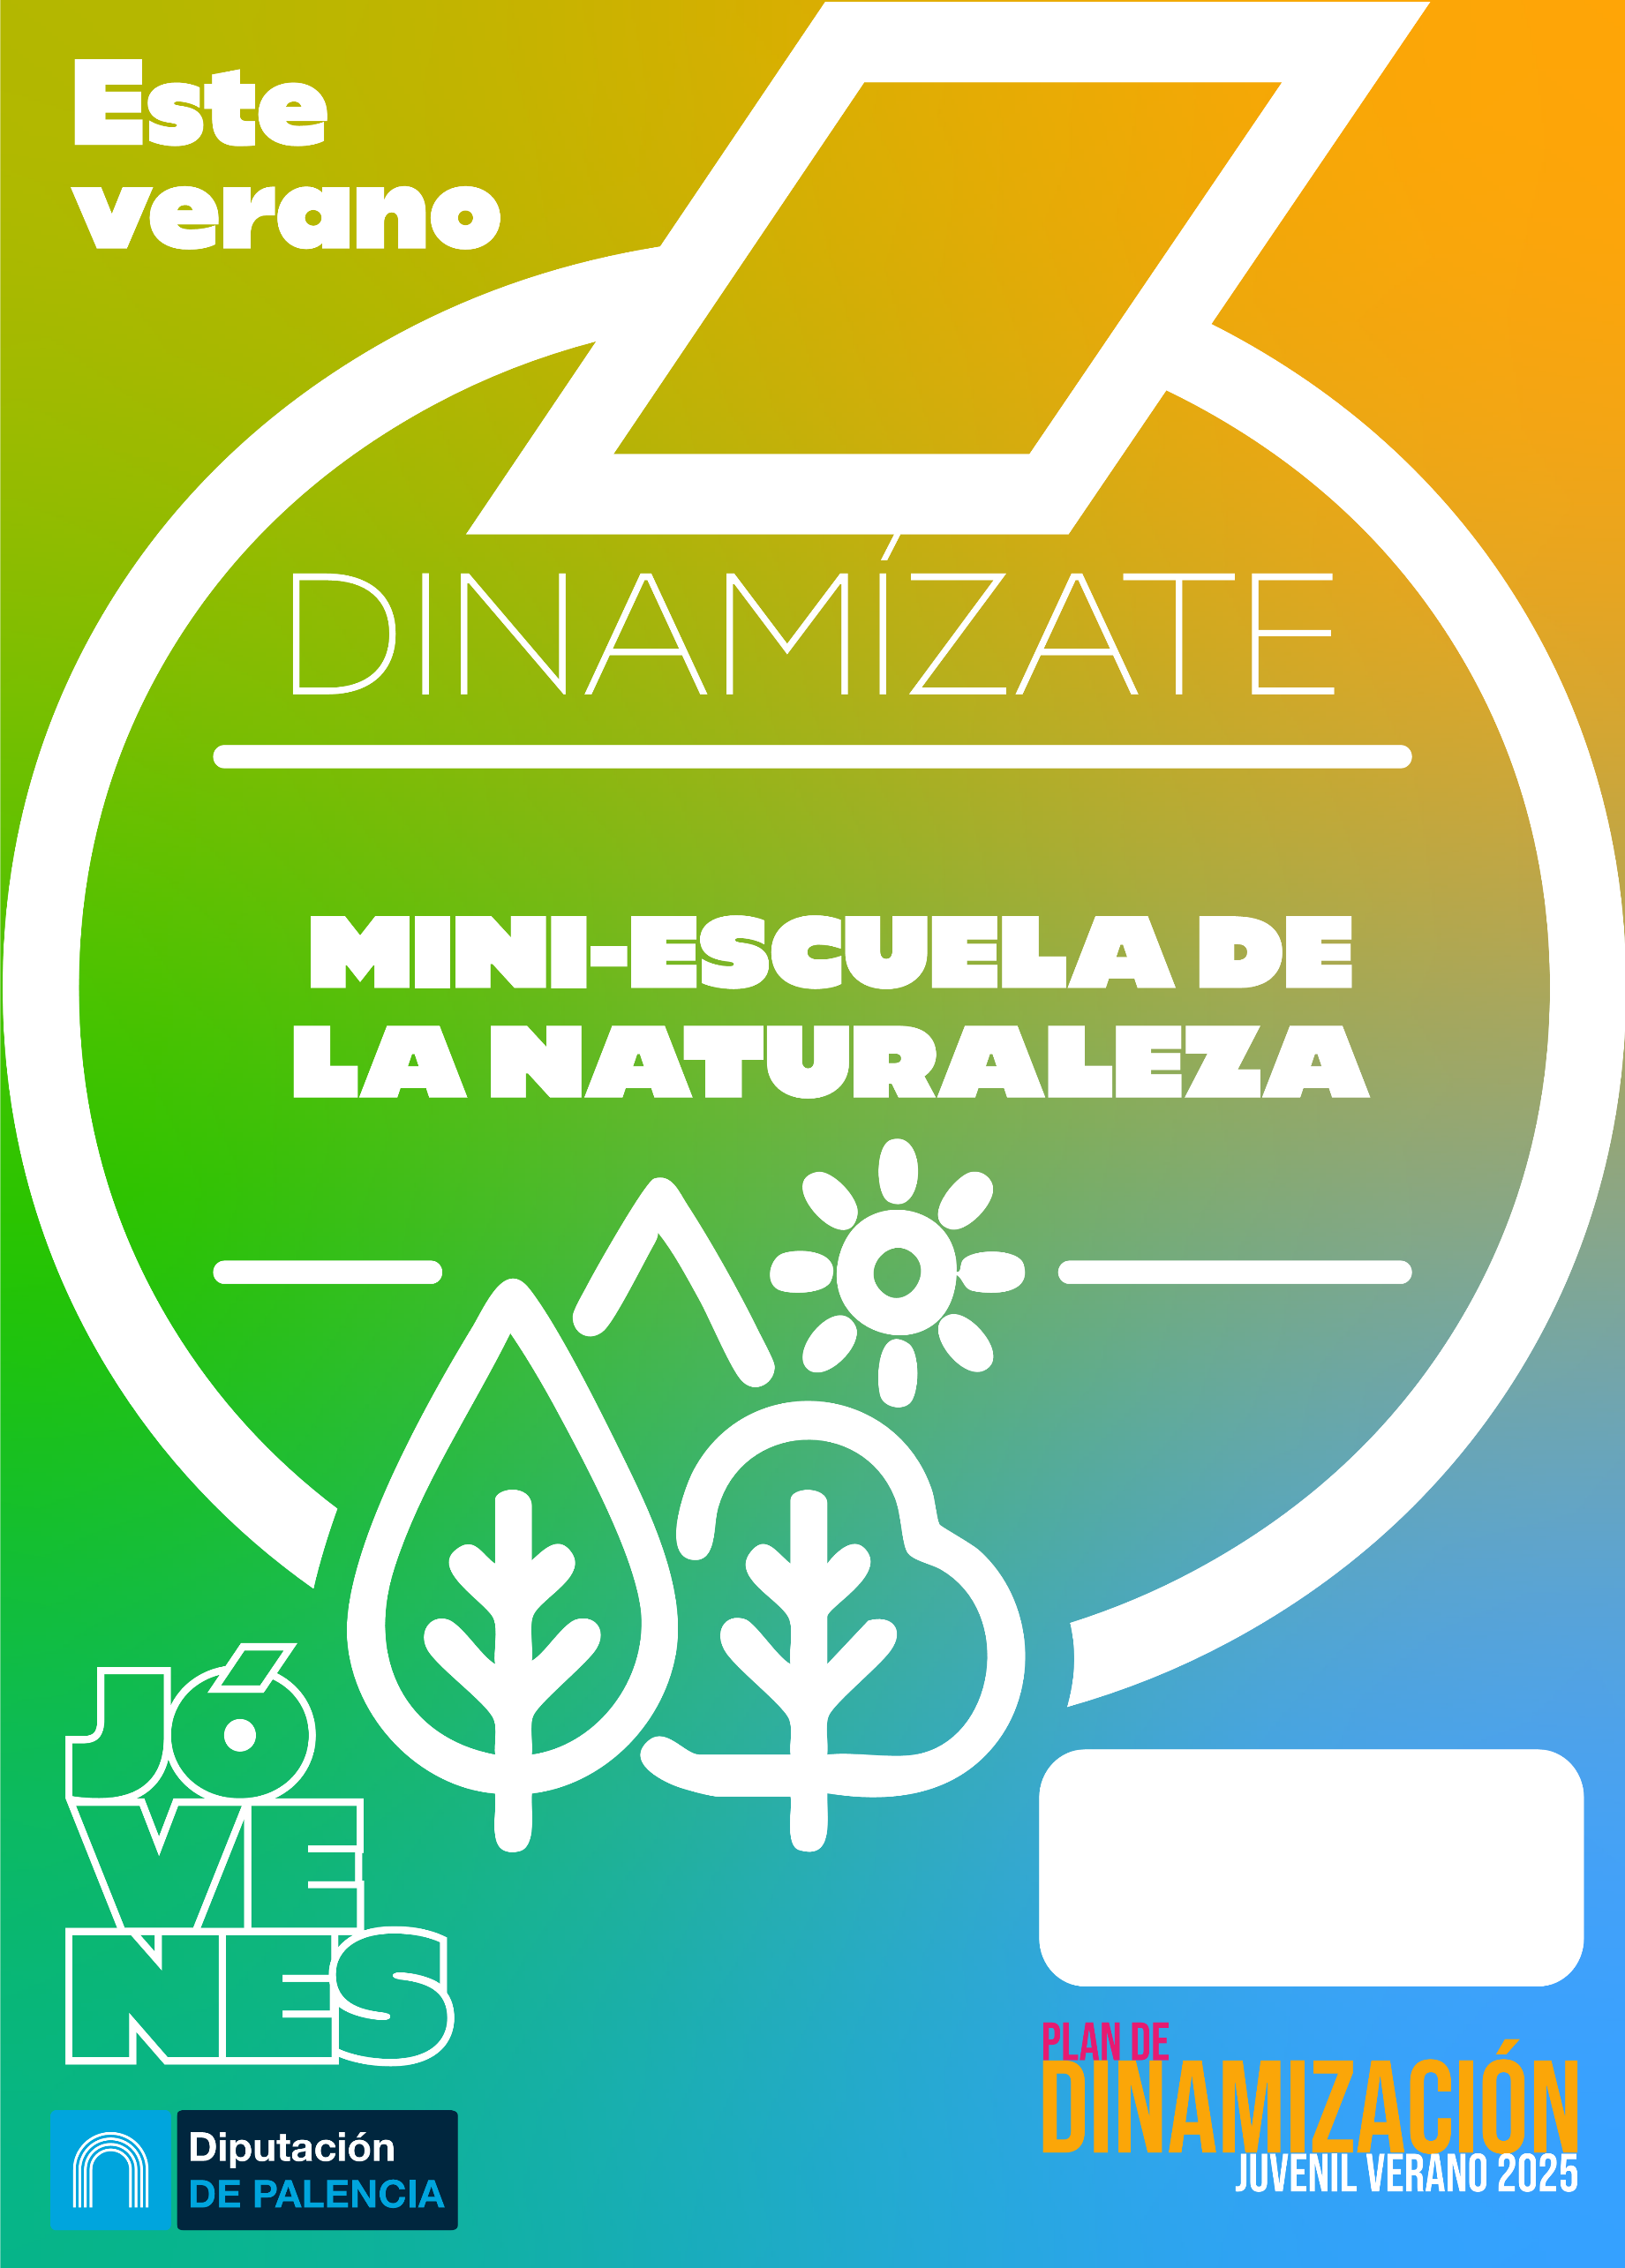 Este
verano
DINAMÍZATE
MINI-ESCUELA DE
LA NATURALEZA
JÓ
VE
NES
Diputación
DE PALENCIA
PLAN DE
DINAMIZACIÓN
JUVENIL VERANO 2025